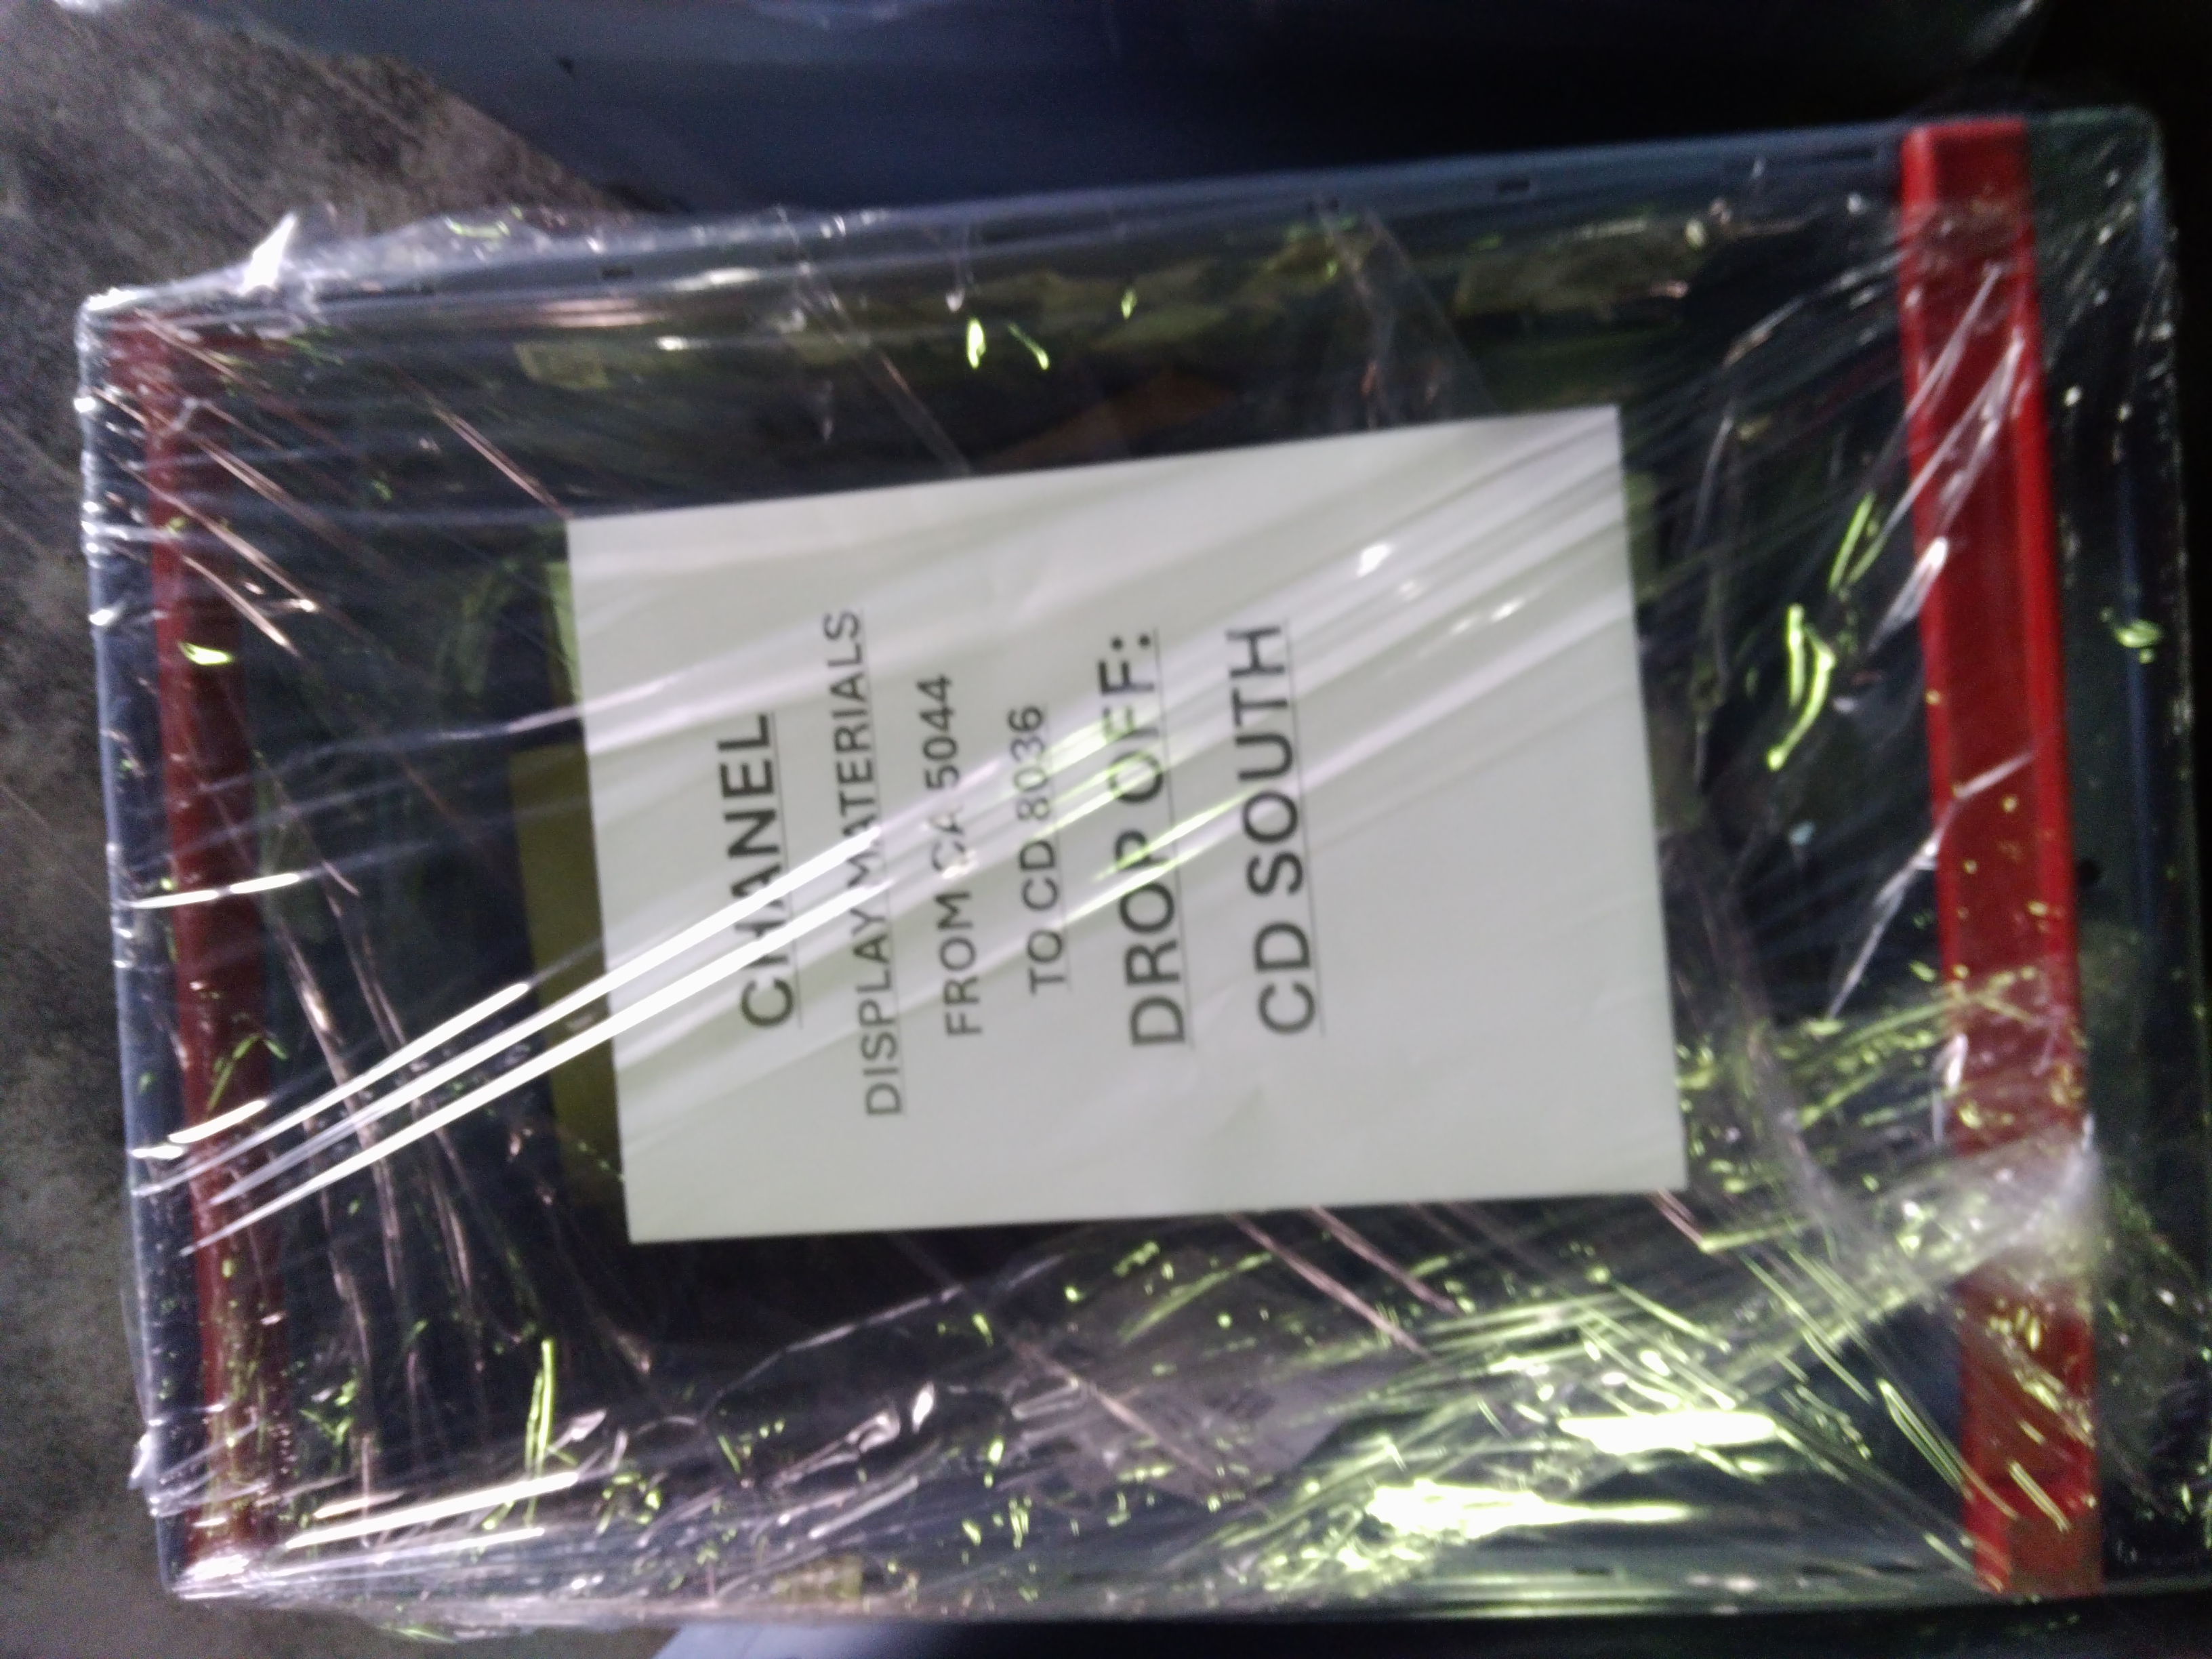 CHANEL
DISPLAY MATERIALS
FROM CA 5044
TO CD 8036
DROP OFF:
CD SOUTH